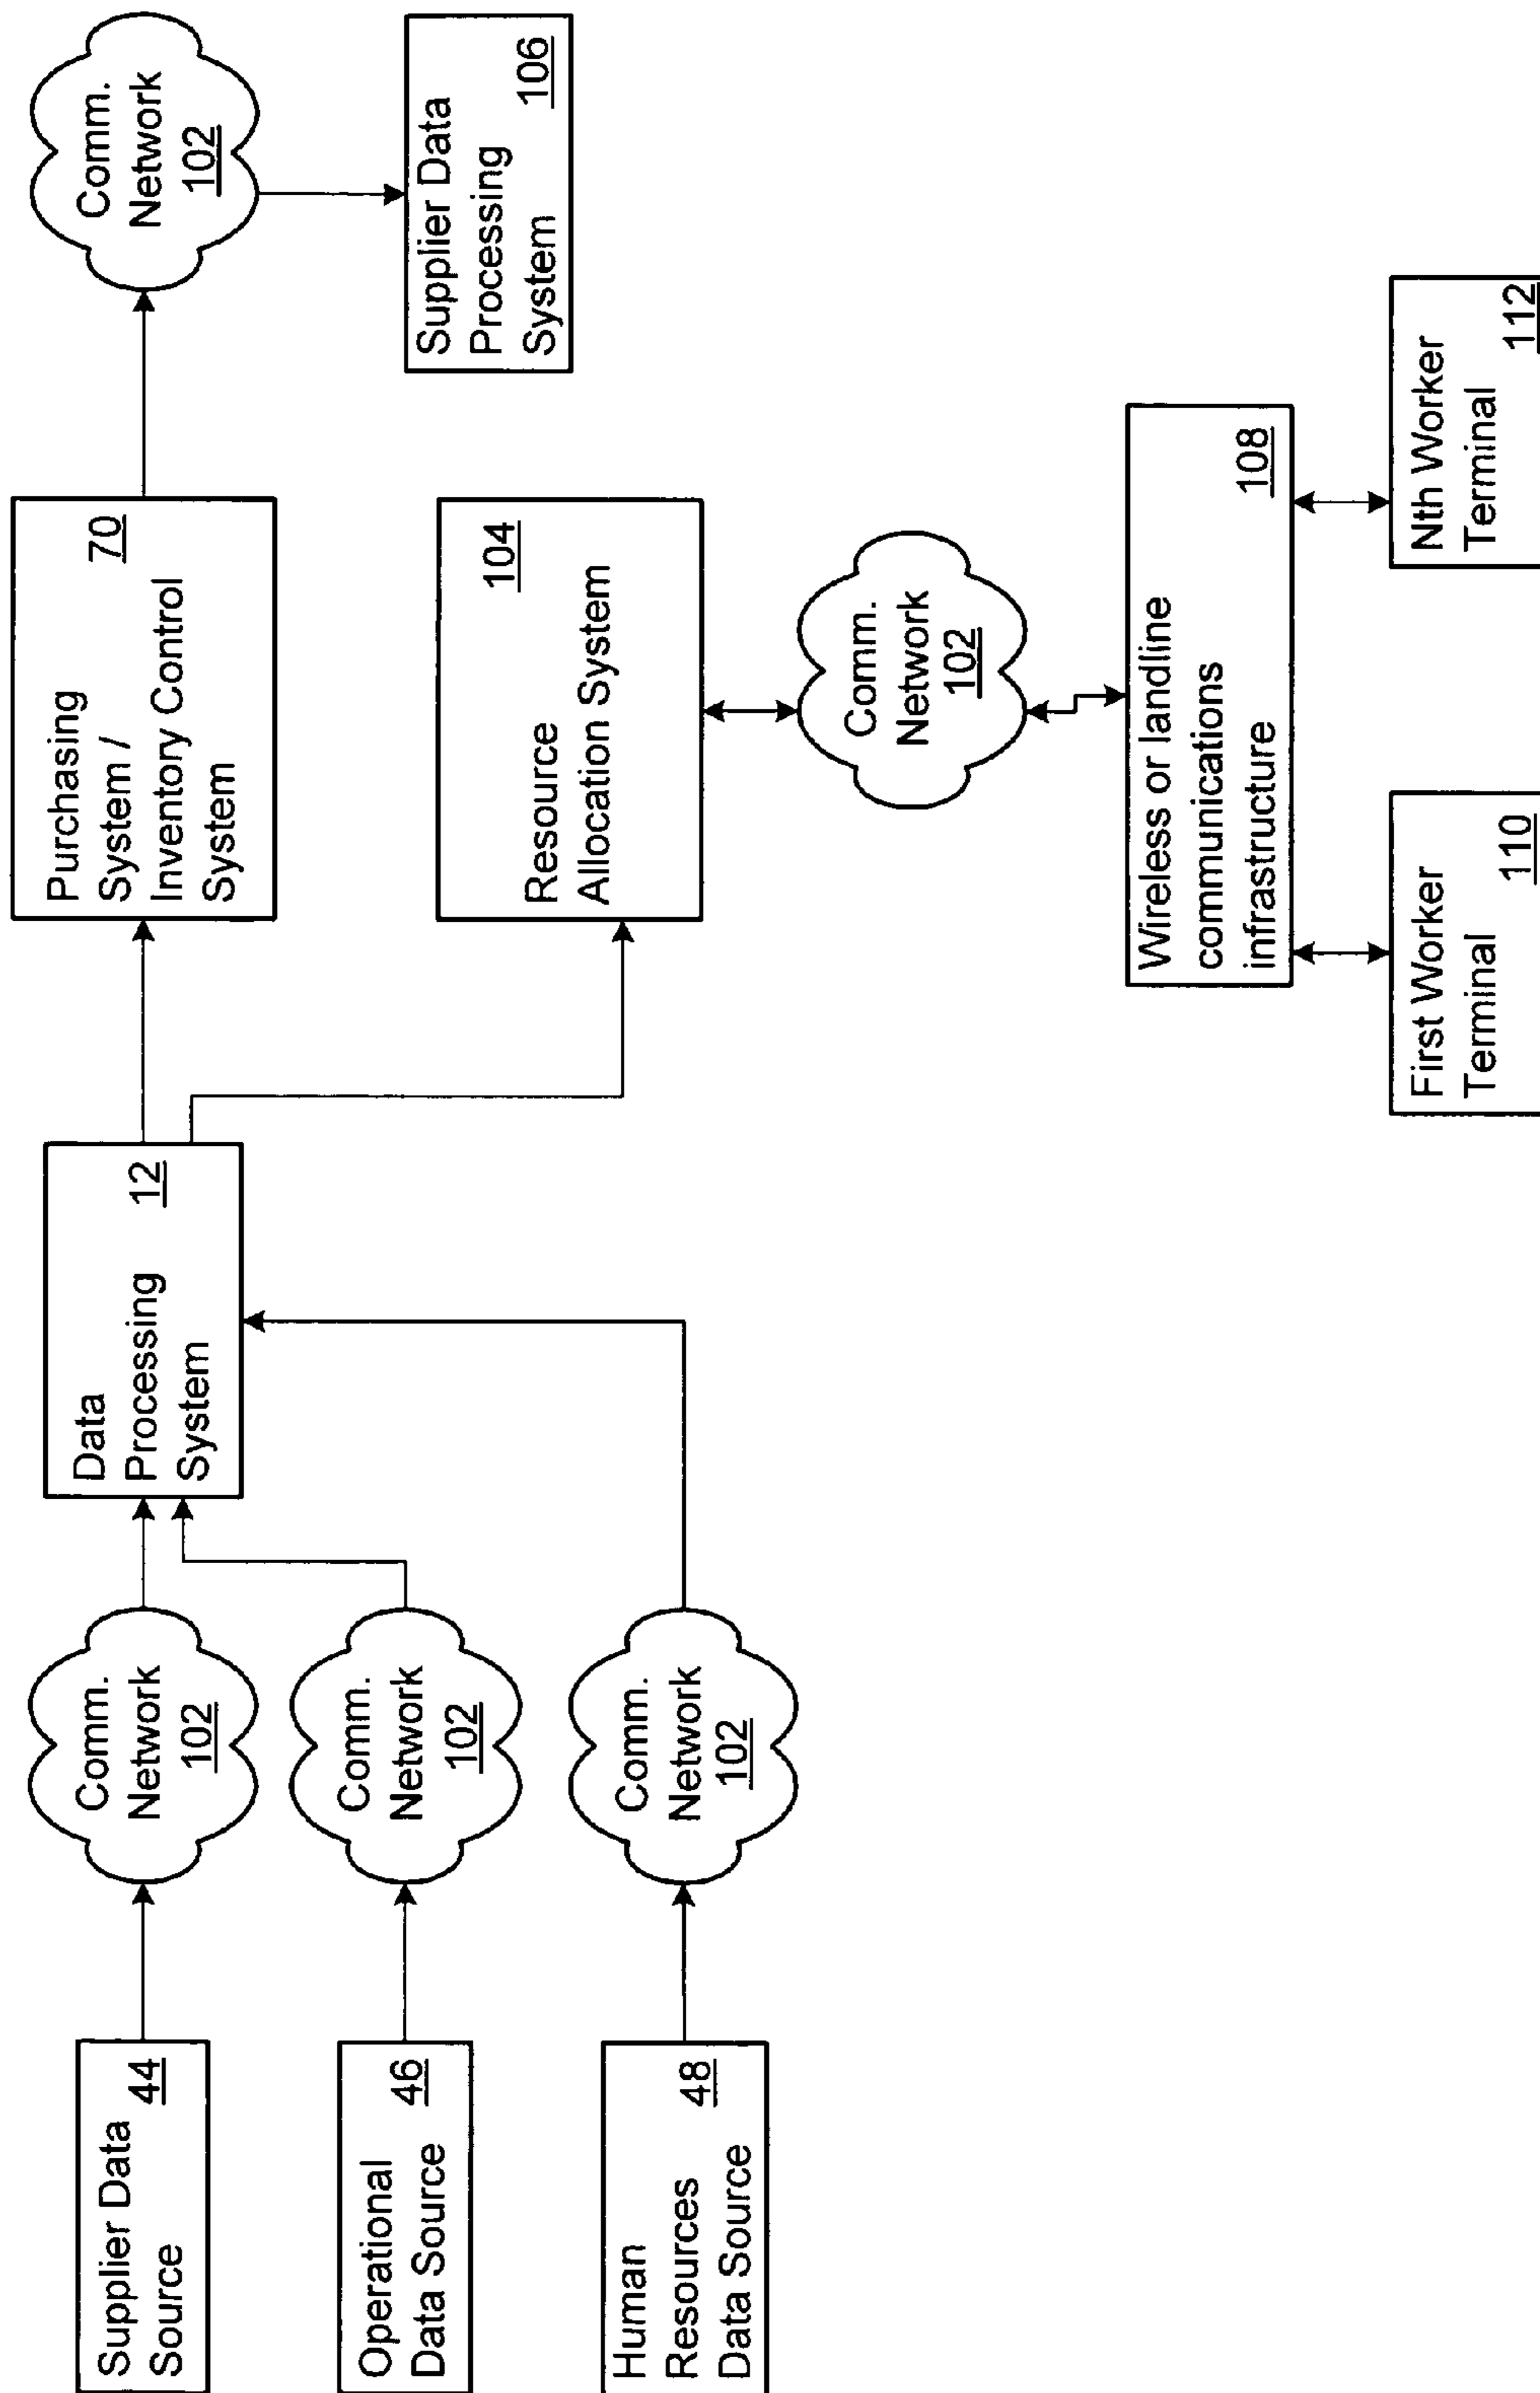 Supplier Data
Source 44
Comm.
Network
102
Operational
Data Source 46
Comm.
Network
102
Human
Resources 48
Data Source
Comm.
Network
102
Data
Processing 12
System
Purchasing
System / 70
Inventory Control
System
Comm.
Network
102
Supplier Data
Processing
System 106
104
Resource
Allocation System
Comm.
Network
102
Wireless or landline
communications
infrastructure 108
First Worker
Terminal
110
Nth Worker
Terminal
112